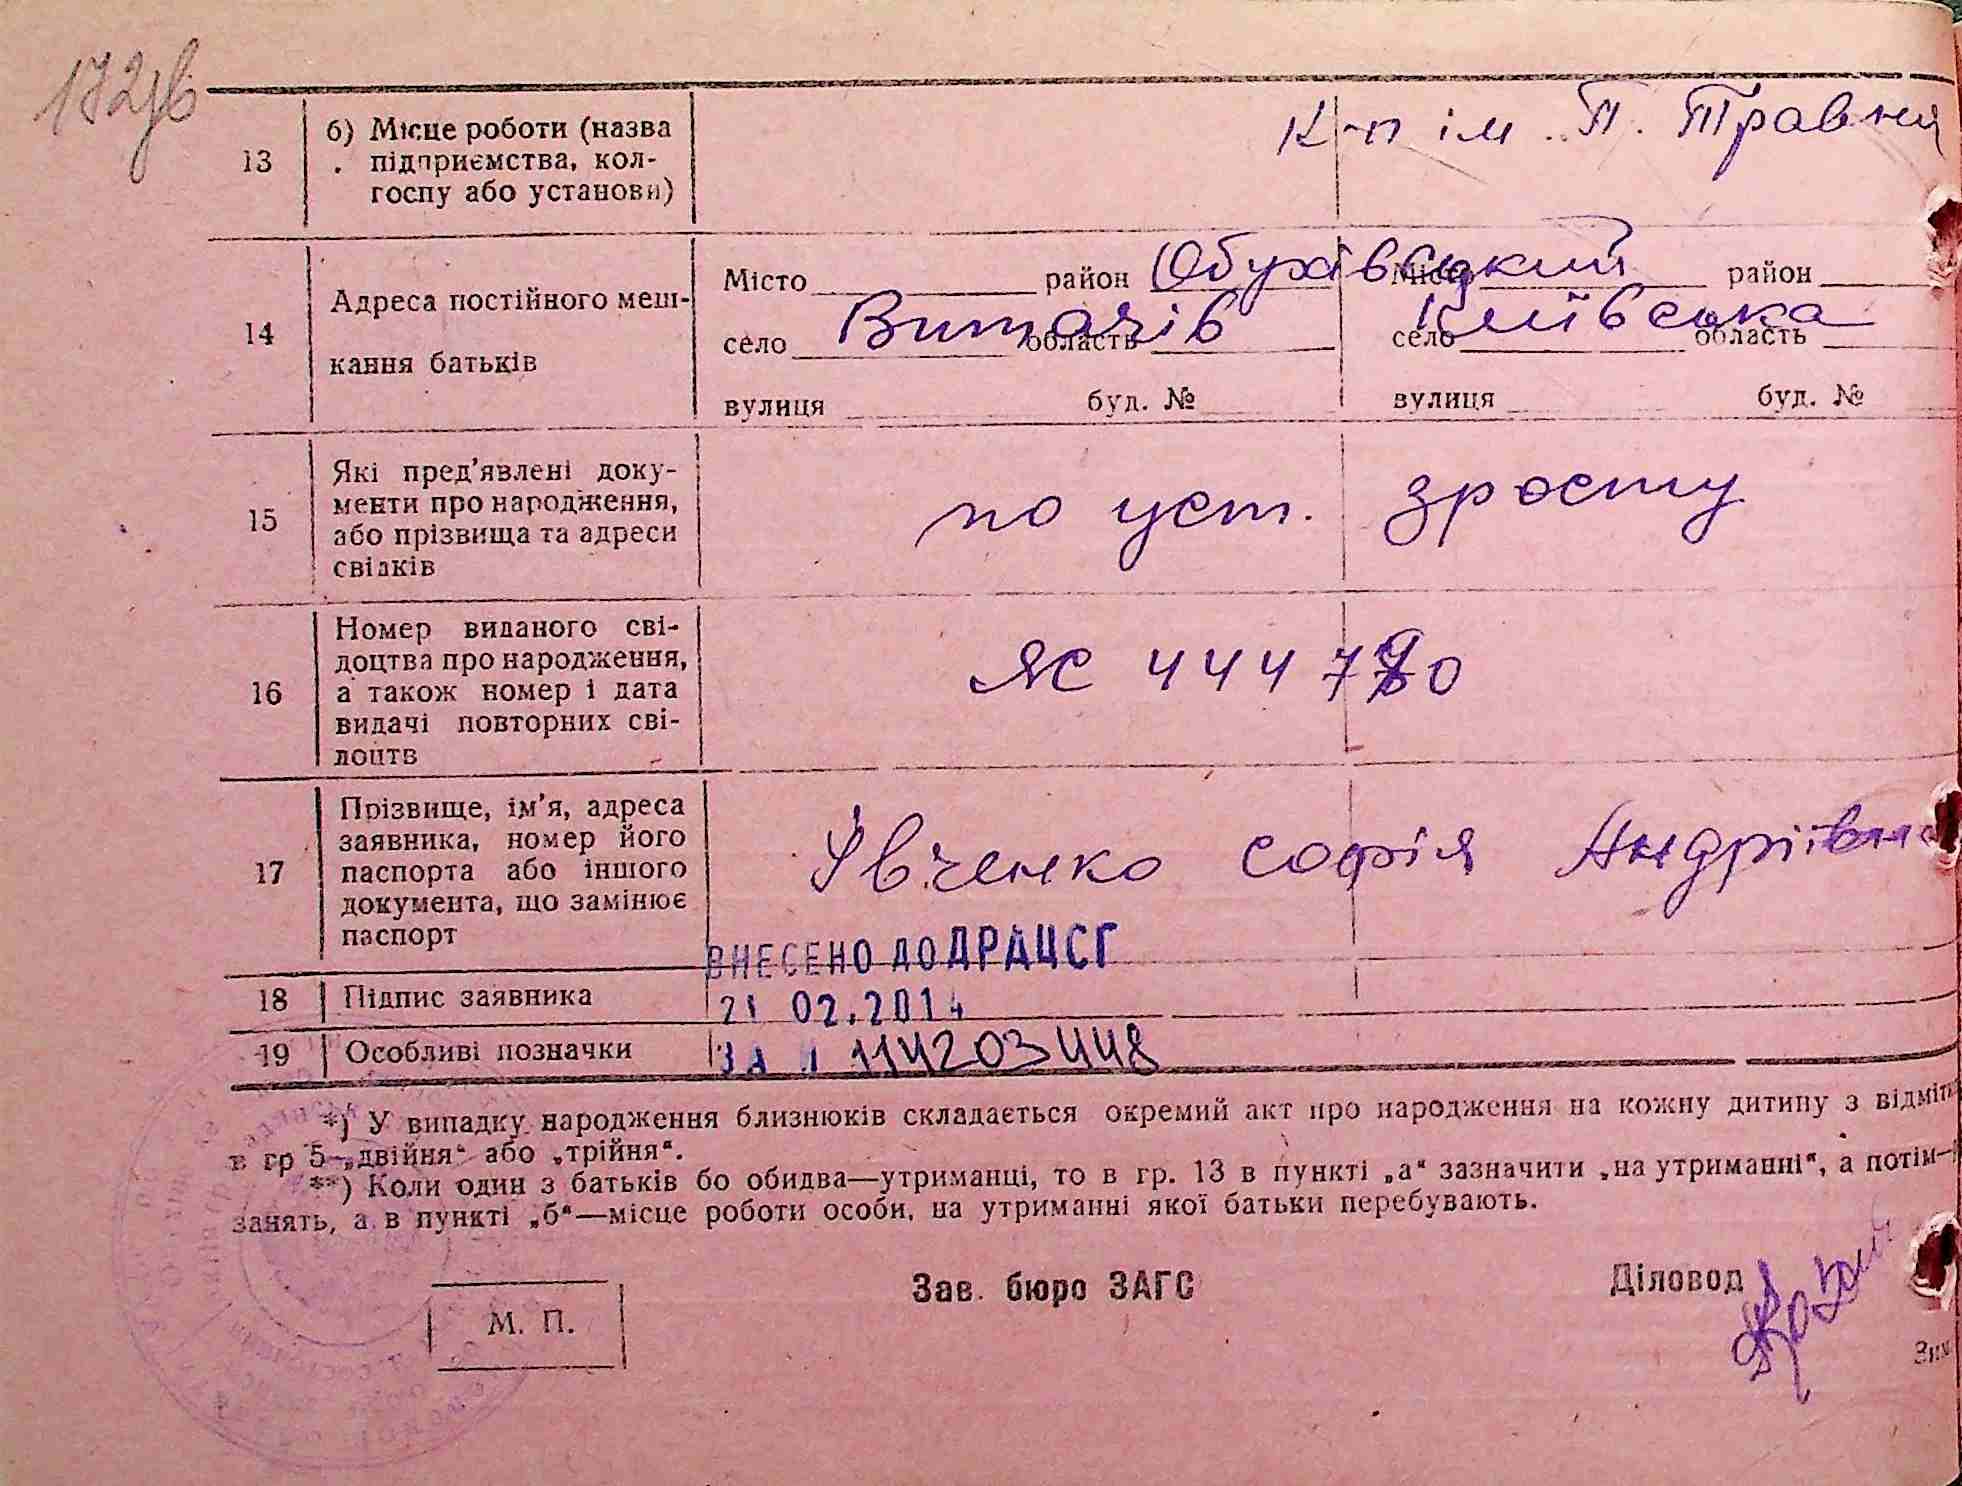 172зв
13
б) Місце роботи (назва
підприємства, кол-
госпу або установи)
К-п ім. П. Травня
14
Адреса постійного меш-
кання батьків
Місто район Обухівський Місто район
село Витачів область село Київська область
вулиця буд. № вулиця буд. №
15
Які пред'явлені доку-
менти про народження,
або прізвища та адреси
свідків
по уст. зросту
16
Номер виданого сві-
доцтва про народження,
а також номер і дата
видачі повторних сві-
доцтв
ЯС 444 790
17
Прізвище, ім'я, адреса
заявника, номер його
паспорта або іншого
документа, що замінює
паспорт
Івченко Софія Андріївна
ВНЕСЕНО ДО ДРАЦСГ
18 Підпис заявника
21 02.2014
19 Особливі позначки
ЗА 114203448
*) У випадку народження близнюків складається окремий акт про народження на кожну дитину з відміт
в гр 5—„двійня“ або „трійня“.
**) Коли один з батьків бо обидва—утриманці, то в гр. 13 в пункті „а“ зазначити „на утриманні“, а потім—
занять, а в пункті „б“—місце роботи особи, на утриманні якої батьки перебувають.
Зав. бюро ЗАГС
Діловод
М. П.